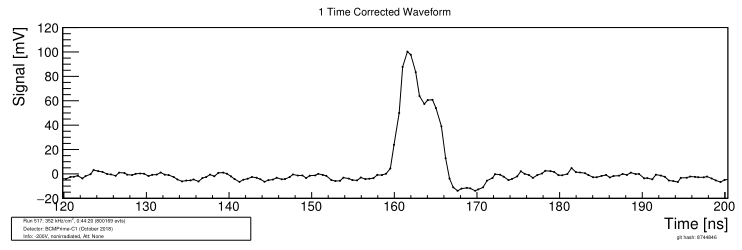 1 Time Corrected Waveform
Signal [mV]
120
100
80
60
40
20
0
−20
120 130 140 150 160 170 180 190 200
Time [ns]
Run 517: 352 kHz/cm², 0:44:20 (800169 evts)
Detector: BCMPrime-C1 (October 2018)
Info: -200V, nonirradiated, Att: None
git hash: 8744846